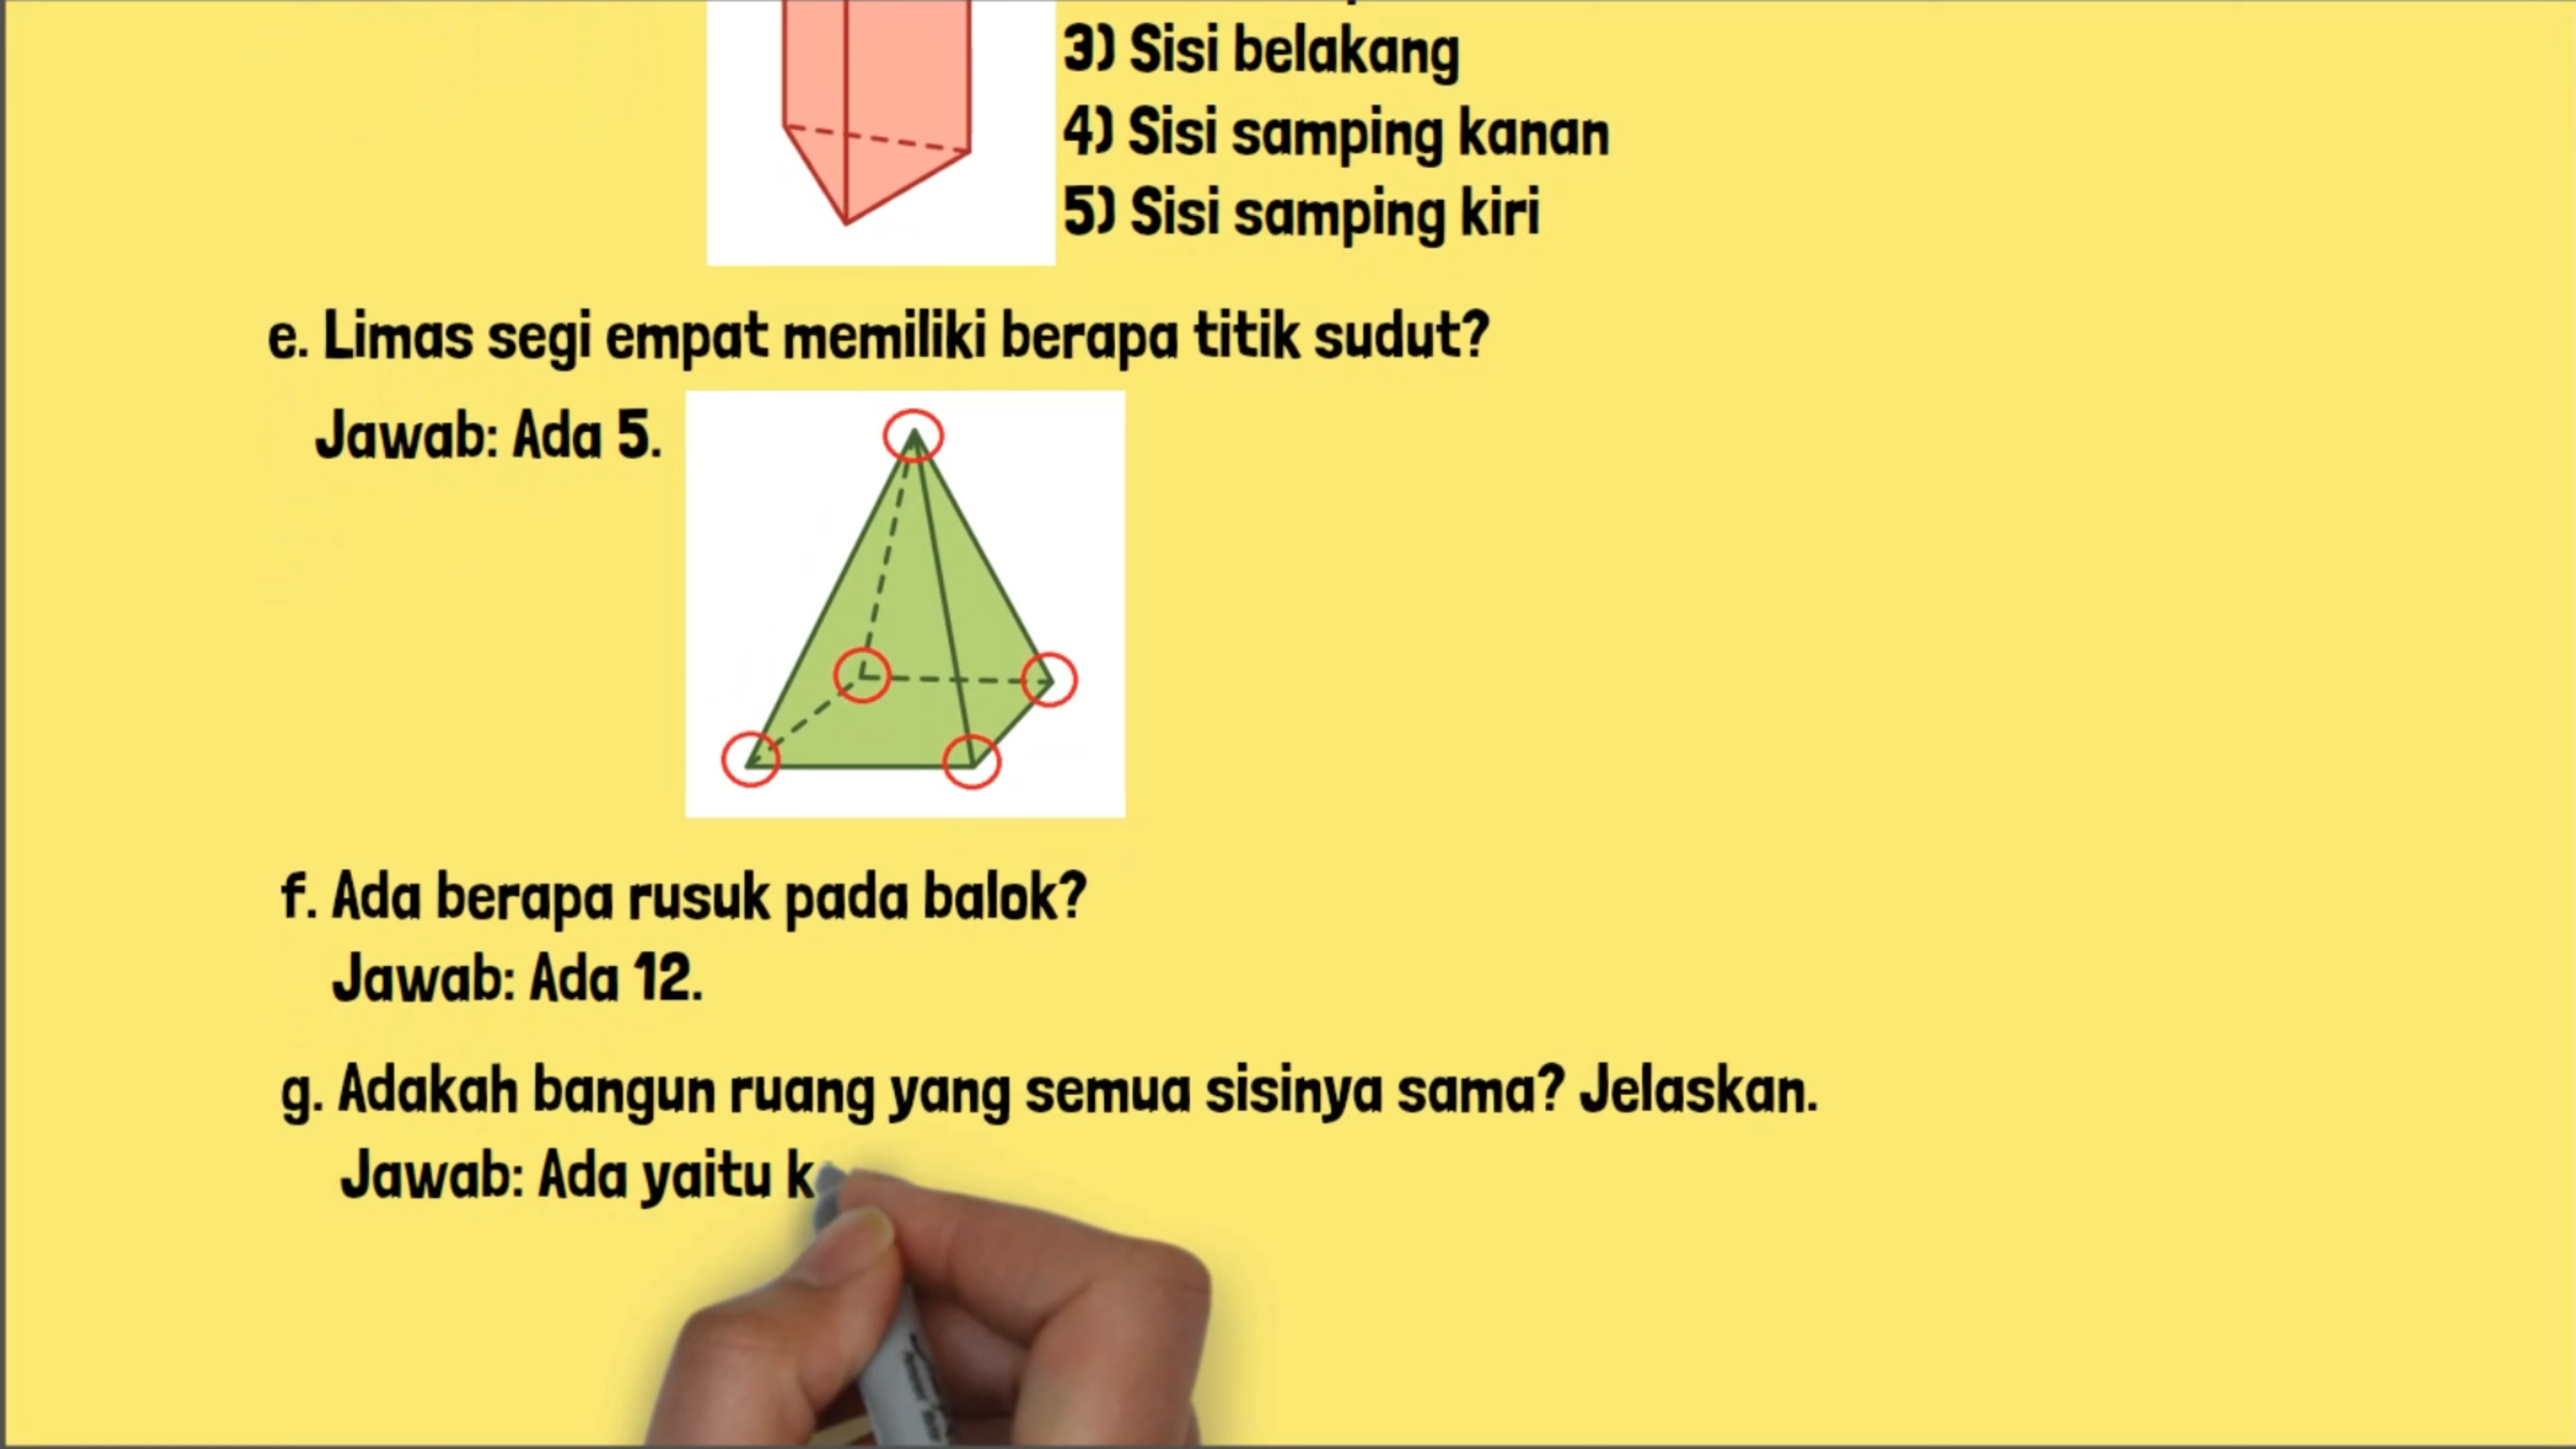 3) Sisi belakang
4) Sisi samping kanan
5) Sisi samping kiri
e. Limas segi empat memiliki berapa titik sudut?
Jawab: Ada 5.
f. Ada berapa rusuk pada balok?
Jawab: Ada 12.
g. Adakah bangun ruang yang semua sisinya sama? Jelaskan.
Jawab: Ada yaitu k